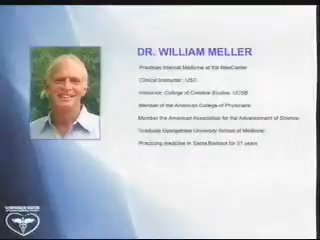 DR. WILLIAM MELLER
Practices Internal Medicine at the MedCenter
Clinical Instructor, USC
Instructor, College of Creative Studies, UCSB
Member of the American College of Physicians
Member the American Association for the Advancement of Science
Graduate Georgetown University School of Medicine
Practicing medicine in Santa Barbara for 31 years